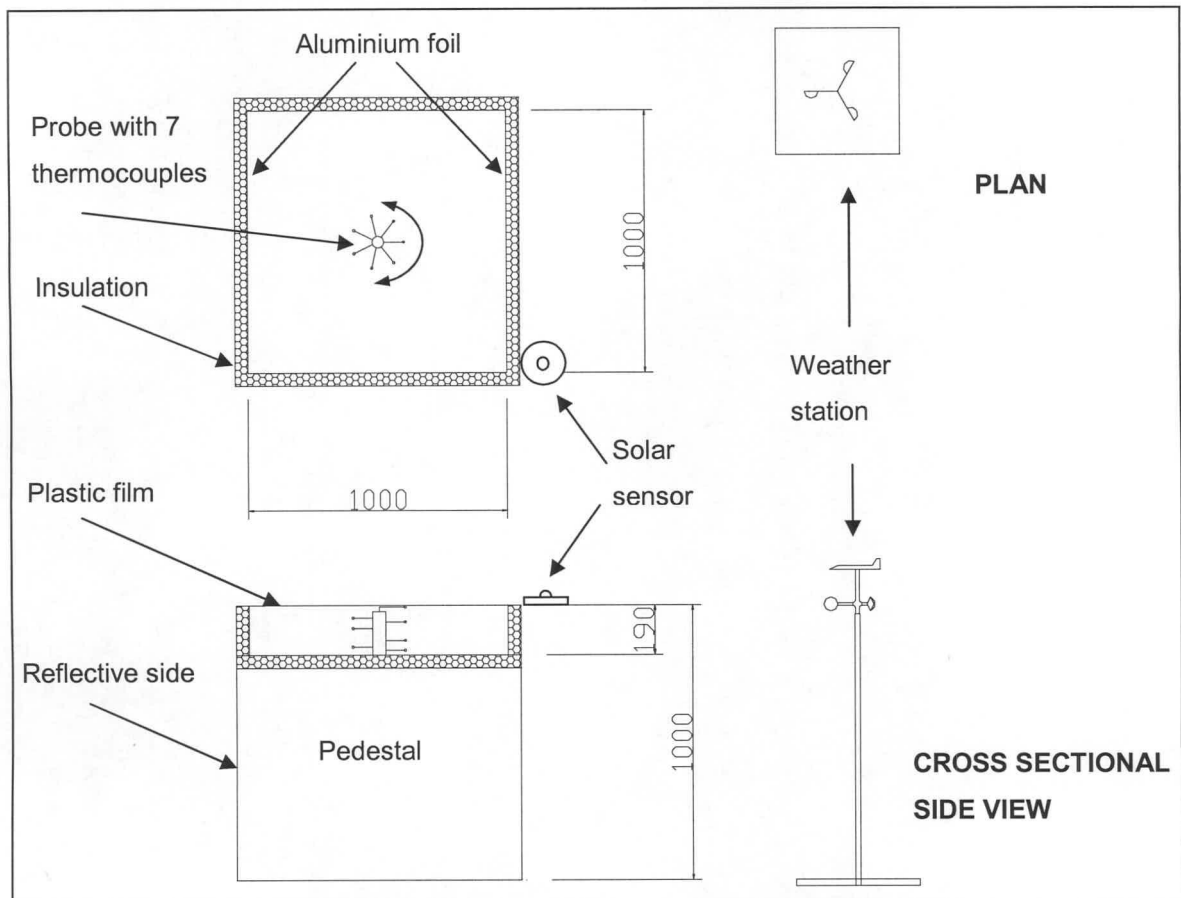 Aluminium foil
Probe with 7
thermocouples
PLAN
1000
Insulation
Weather
station
Solar
sensor
Plastic film
1000
190
Reflective side
1000
Pedestal
CROSS SECTIONAL
SIDE VIEW